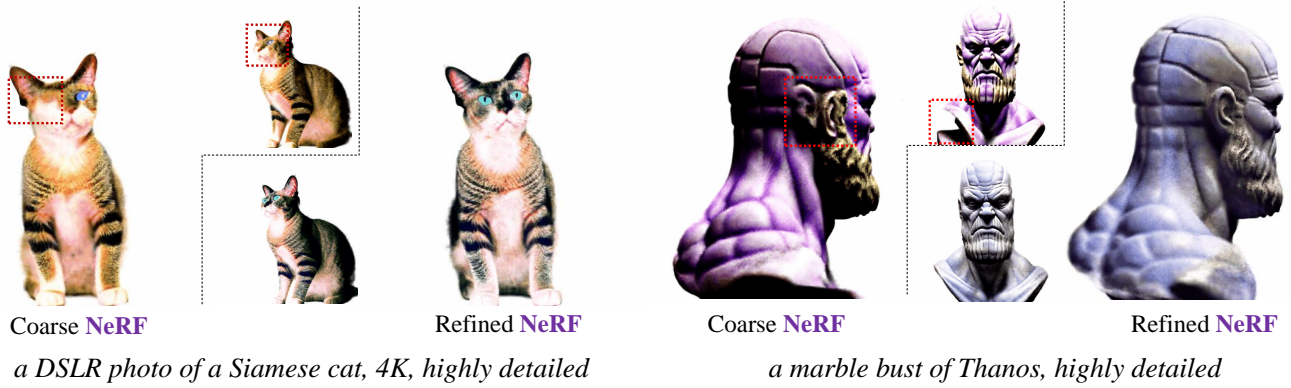 Coarse NeRF
Refined NeRF
Coarse NeRF
Refined NeRF
a DSLR photo of a Siamese cat, 4K, highly detailed
a marble bust of Thanos, highly detailed